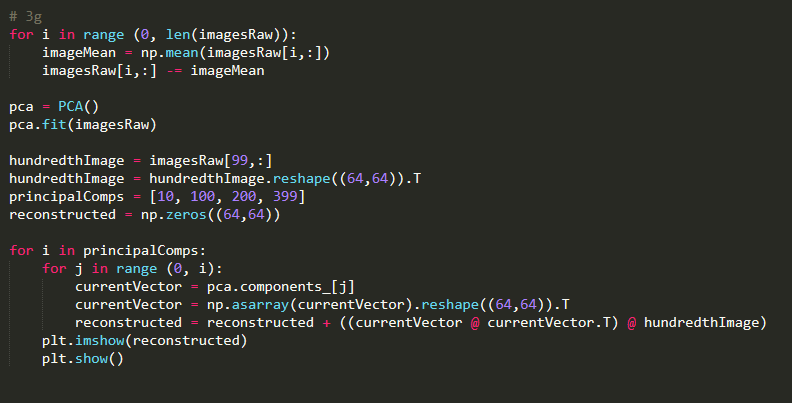 # 3g
for i in range (0, len(imagesRaw)):
    imageMean = np.mean(imagesRaw[i,:])
    imagesRaw[i,:] -= imageMean
pca = PCA()
pca.fit(imagesRaw)
hundredthImage = imagesRaw[99,:]
hundredthImage = hundredthImage.reshape((64,64)).T
principalComps = [10, 100, 200, 399]
reconstructed = np.zeros((64,64))
for i in principalComps:
    for j in range (0, i):
        currentVector = pca.components_[j]
        currentVector = np.asarray(currentVector).reshape((64,64)).T
        reconstructed = reconstructed + ((currentVector @ currentVector.T) @ hundredthImage)
    plt.imshow(reconstructed)
    plt.show()